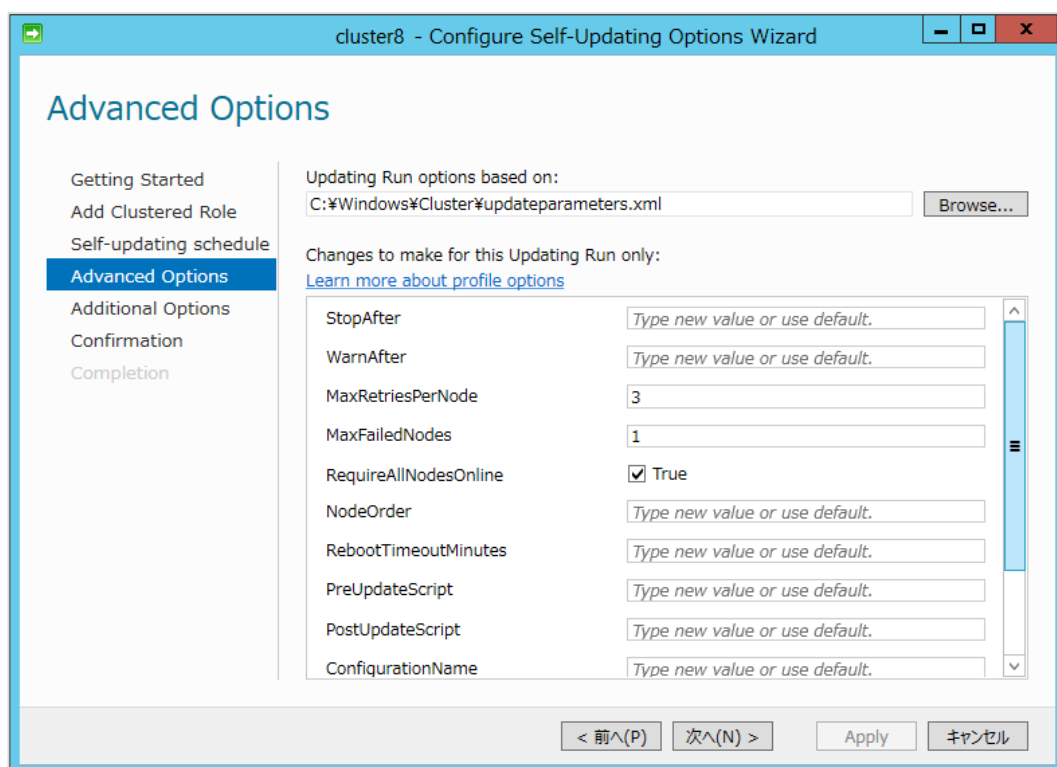 cluster8 - Configure Self-Updating Options Wizard
Advanced Options
Getting Started
Add Clustered Role
Self-updating schedule
Advanced Options
Additional Options
Confirmation
Completion
Updating Run options based on:
C:¥Windows¥Cluster¥updateparameters.xml
Browse...
Changes to make for this Updating Run only:
Learn more about profile options
StopAfter Type new value or use default.
WarnAfter Type new value or use default.
MaxRetriesPerNode 3
MaxFailedNodes 1
RequireAllNodesOnline True
NodeOrder Type new value or use default.
RebootTimeoutMinutes Type new value or use default.
PreUpdateScript Type new value or use default.
PostUpdateScript Type new value or use default.
ConfigurationName Type new value or use default.
< 前へ(P) 次へ(N) > Apply キャンセル